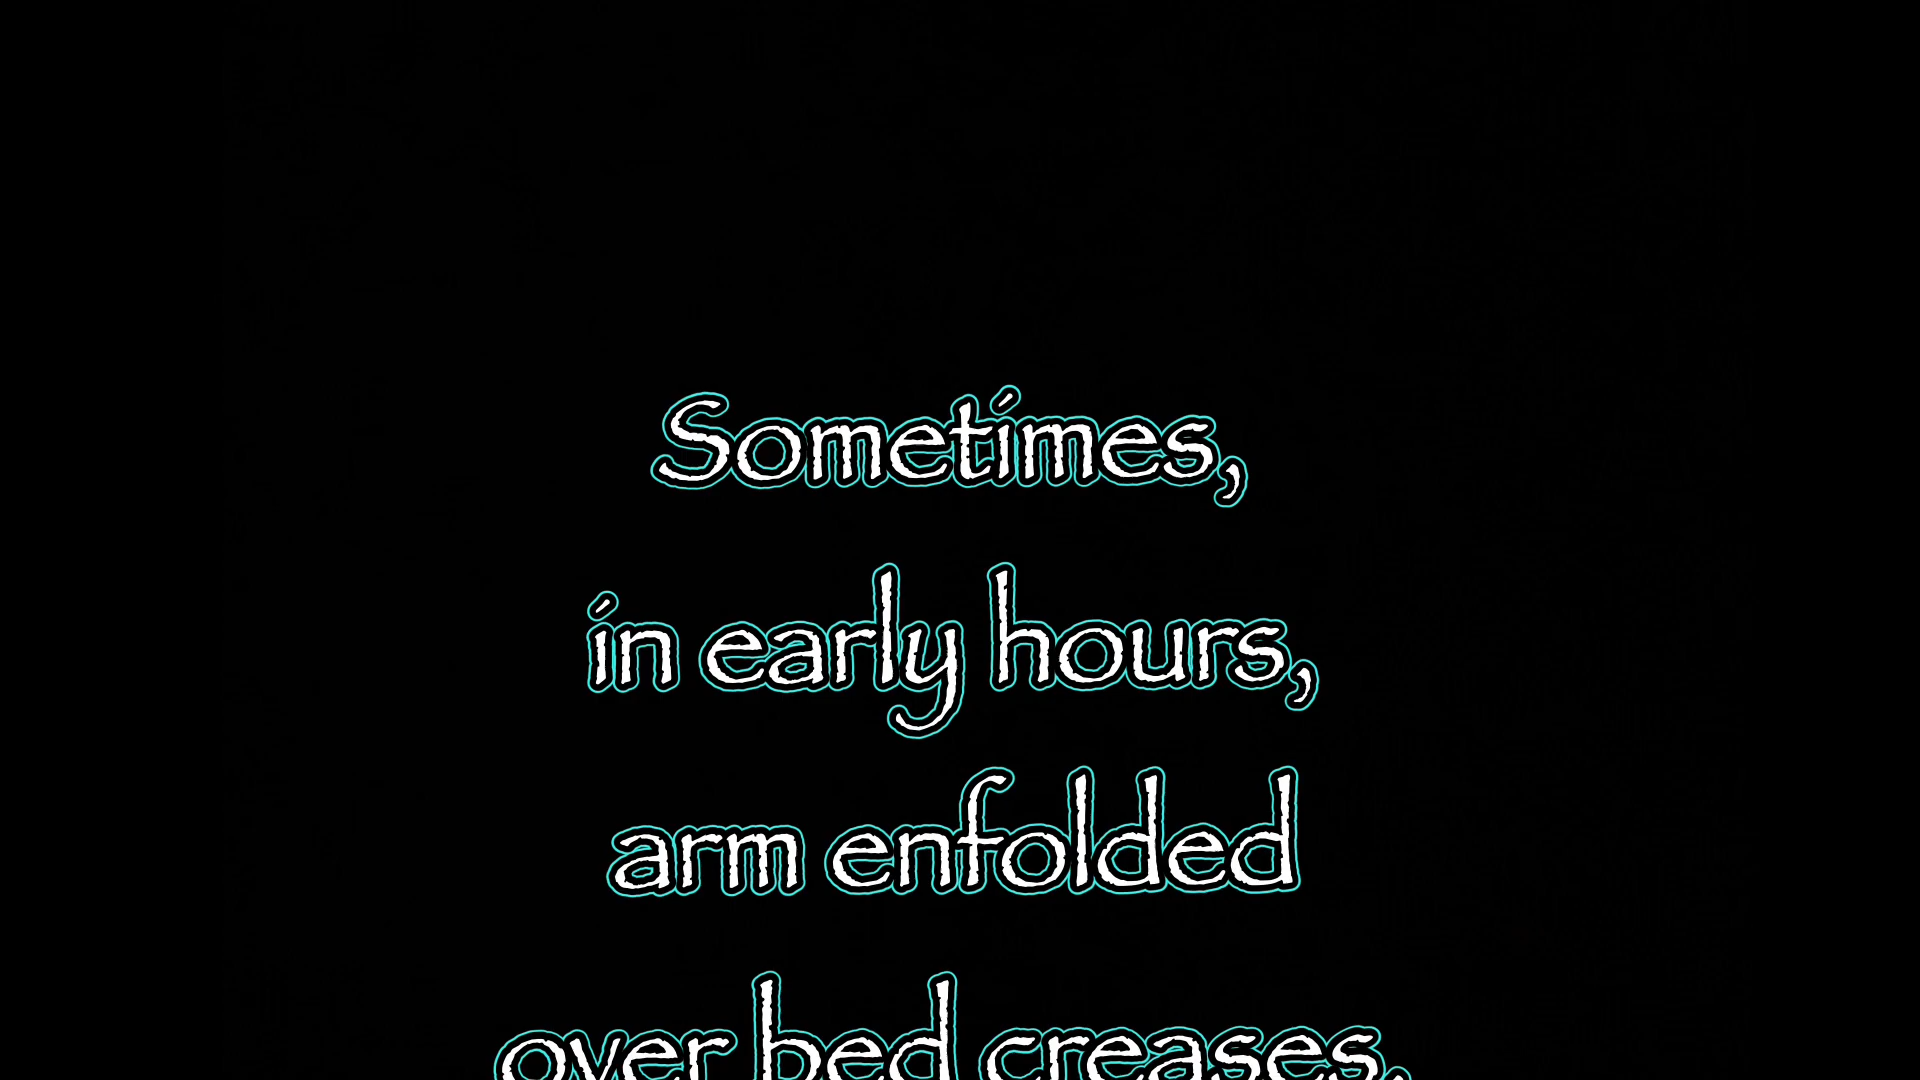 Sometimes,
in early hours,
arm enfolded
over bed creases,